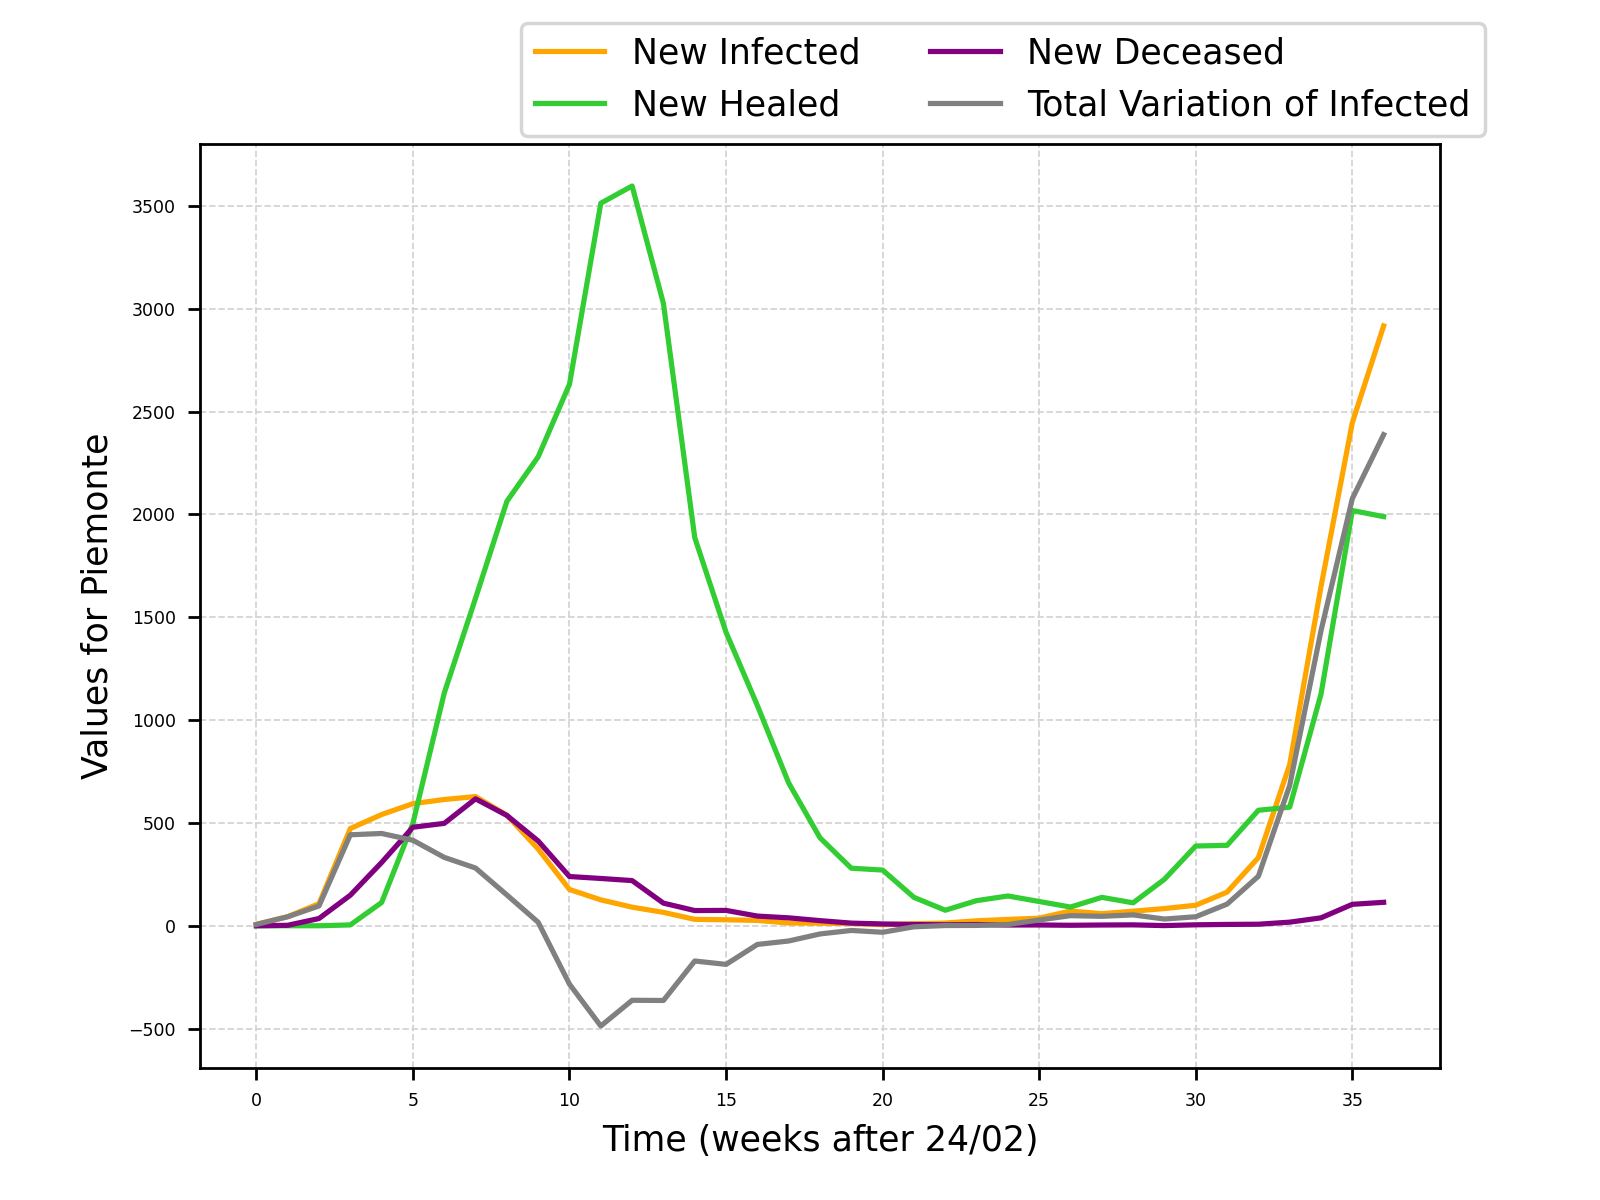 New Infected
New Healed
New Deceased
Total Variation of Infected
Values for Piemonte
3500
3000
2500
2000
1500
1000
500
0
−500
0 5 10 15 20 25 30 35
Time (weeks after 24/02)